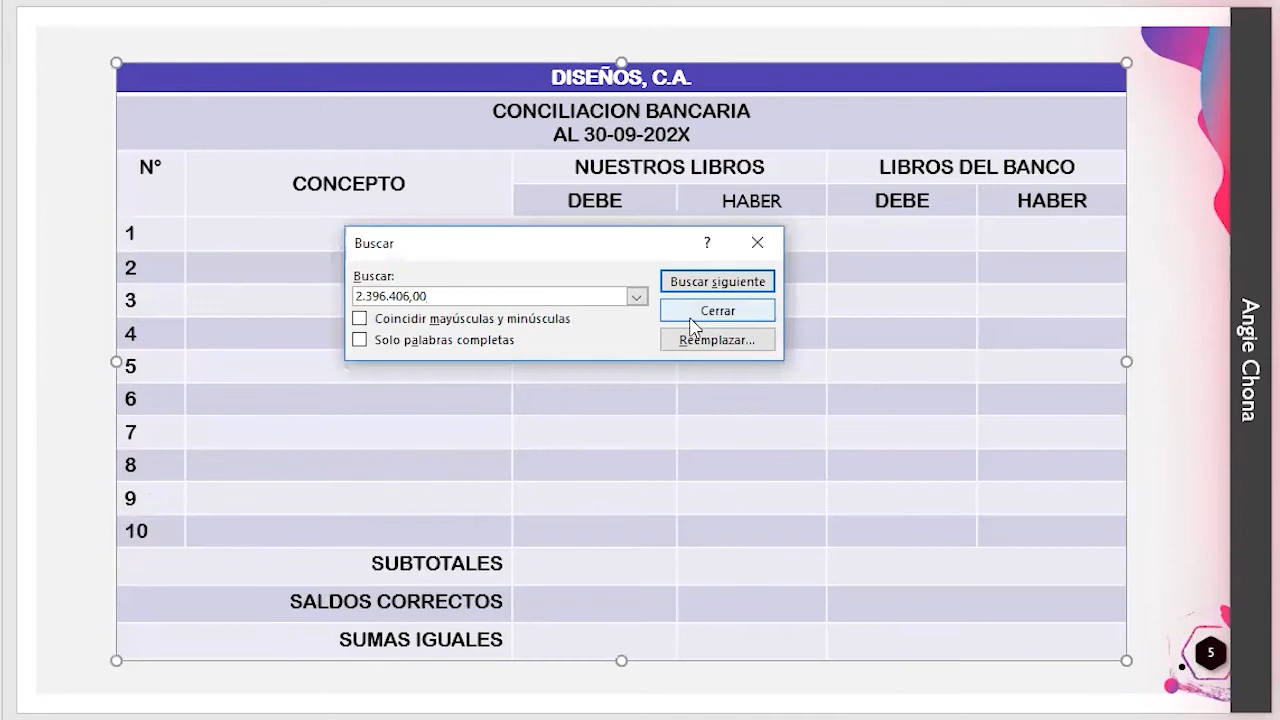 DISEÑOS, C.A.
CONCILIACION BANCARIA
AL 30-09-202X
N° CONCEPTO NUESTROS LIBROS LIBROS DEL BANCO
DEBE HABER DEBE HABER
1
2
3
4
5
6
7
8
9
10
SUBTOTALES
SALDOS CORRECTOS
SUMAS IGUALES
Buscar ?
Buscar:
2.396.406,00
Coincidir mayúsculas y minúsculas
Solo palabras completas
Buscar siguiente
Cerrar
Reemplazar...
Angie Chona
5